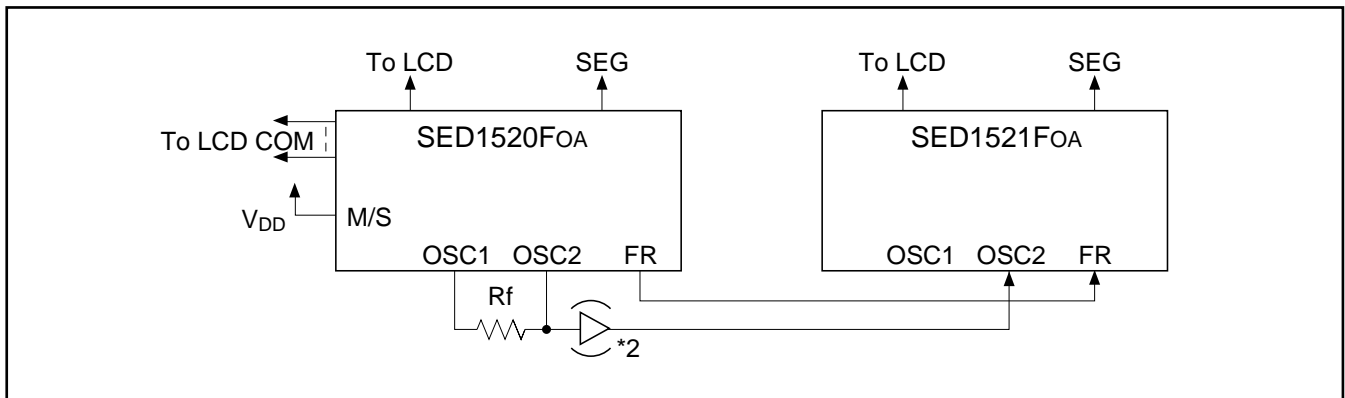 To LCD SEG To LCD SEG
SED1520FOA SED1521FOA
To LCD COM
VDD M/S
OSC1 OSC2 FR OSC1 OSC2 FR
Rf
*2